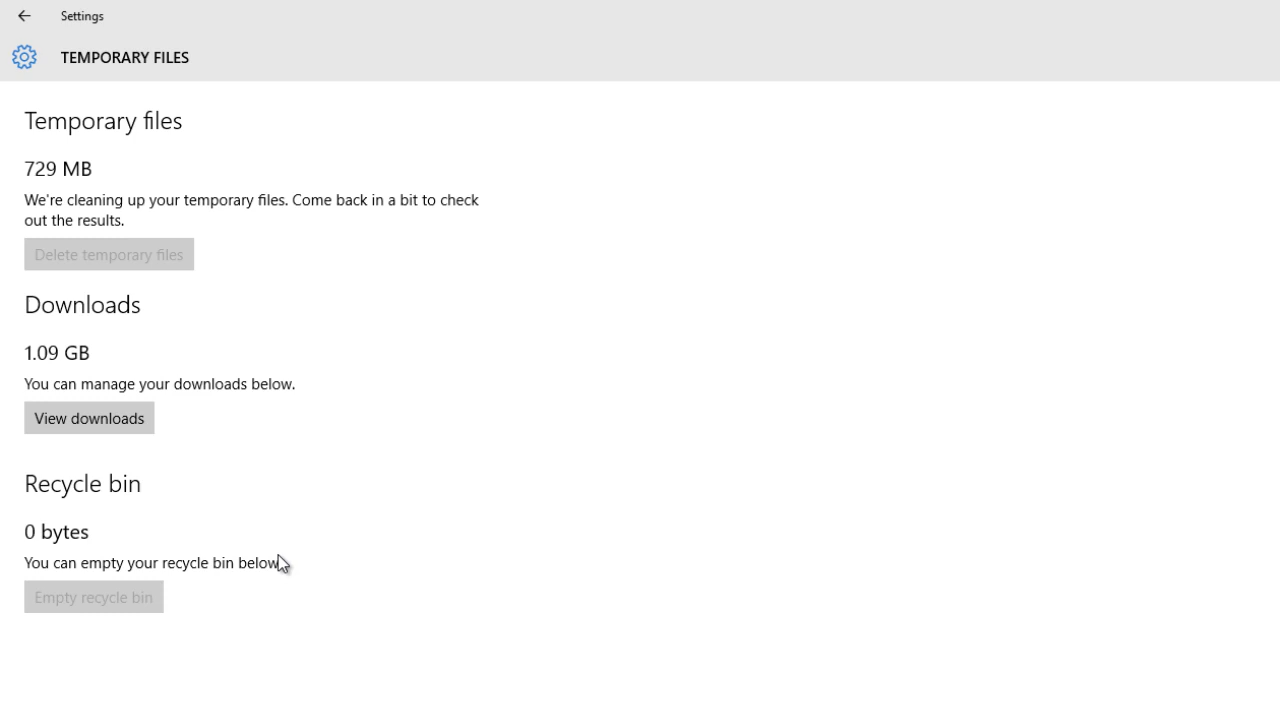 Settings
TEMPORARY FILES
Temporary files
729 MB
We're cleaning up your temporary files. Come back in a bit to check
out the results.
Delete temporary files
Downloads
1.09 GB
You can manage your downloads below.
View downloads
Recycle bin
0 bytes
You can empty your recycle bin below
Empty recycle bin